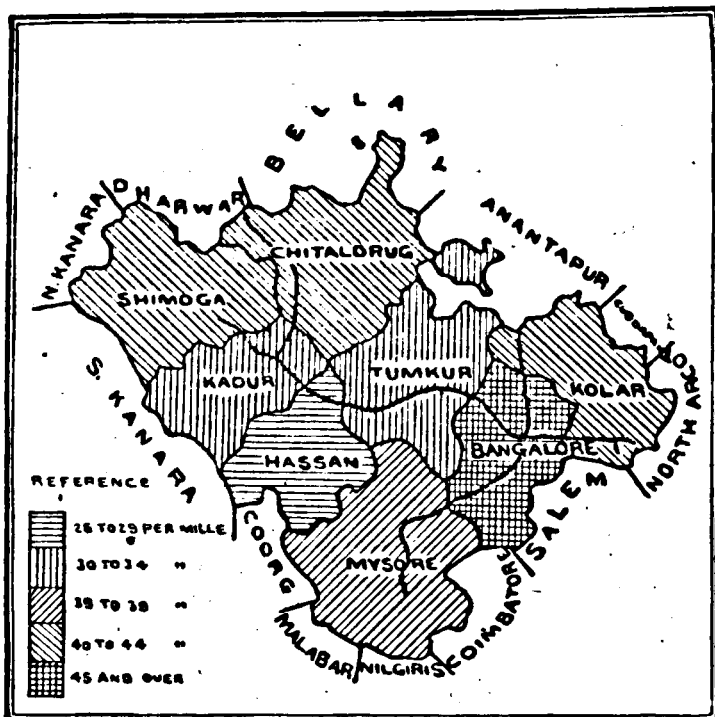 BELLARY
DHARWAR
N. KANARA
ANANTAPUR
CHITALDRUG
SHIMOGA
KADUR
TUMKUR
KOLAR
NORTH ARCOT
S. KANARA
HASSAN
BANGALORE
SALEM
MYSORE
COORG
COIMBATORE
MALABAR
NILGIRIS
REFERENCE
25 TO 29 PER MILLE
30 TO 34 "
35 TO 39 "
40 TO 44 "
45 AND OVER